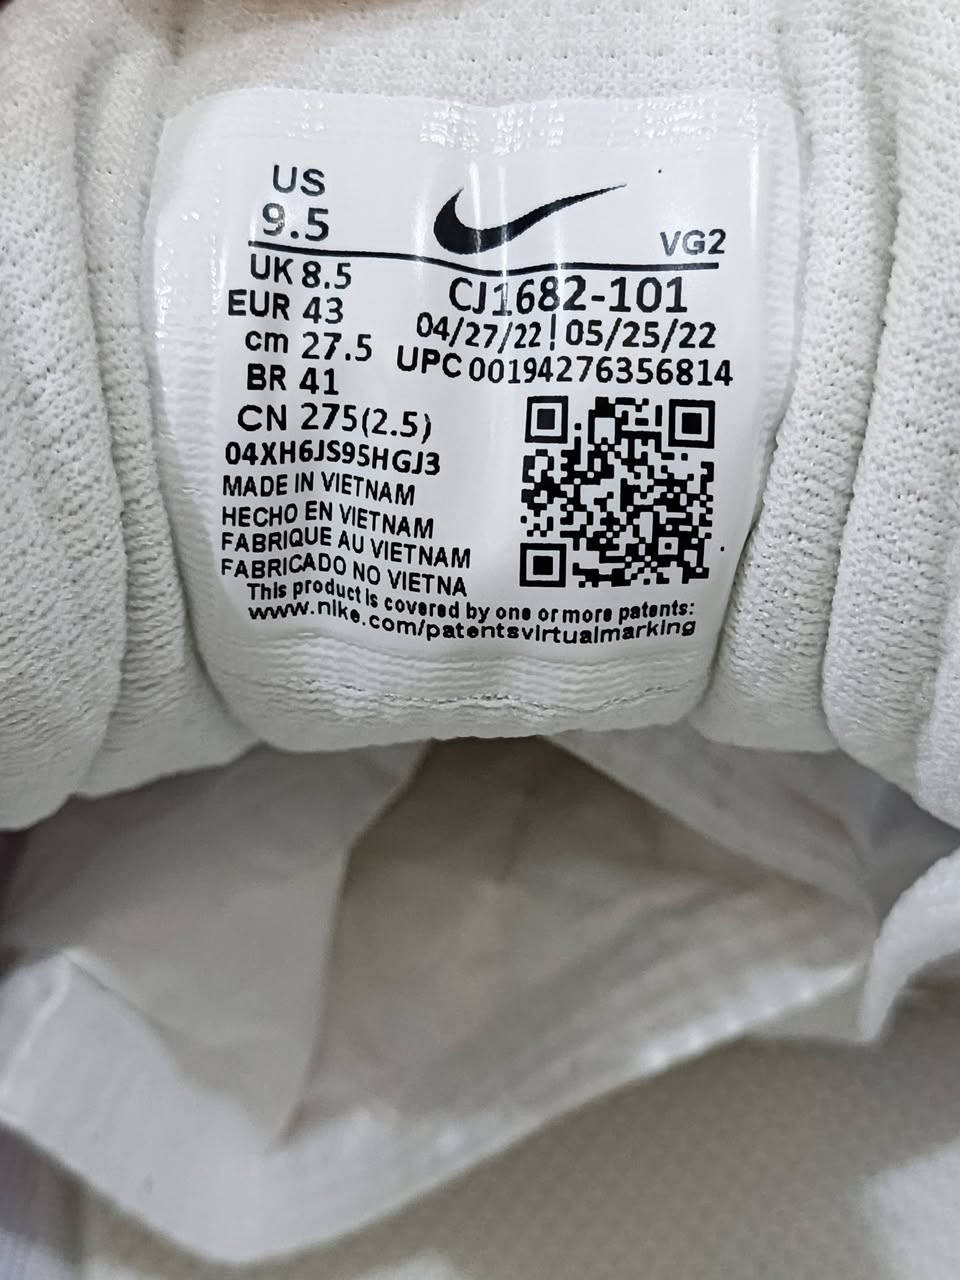 US
9.5
VG2
UK 8.5
EUR 43
cm 27.5
BR 41
CN 275(2.5)
CJ1682-101
04/27/22| 05/25/22
UPC 00194276356814
04XH6JS95HGJ3
MADE IN VIETNAM
HECHO EN VIETNAM
FABRIQUE AU VIETNAM
FABRICADO NO VIETNA
This product is covered by one or more patents:
www.nike.com/patentsvirtualmarking